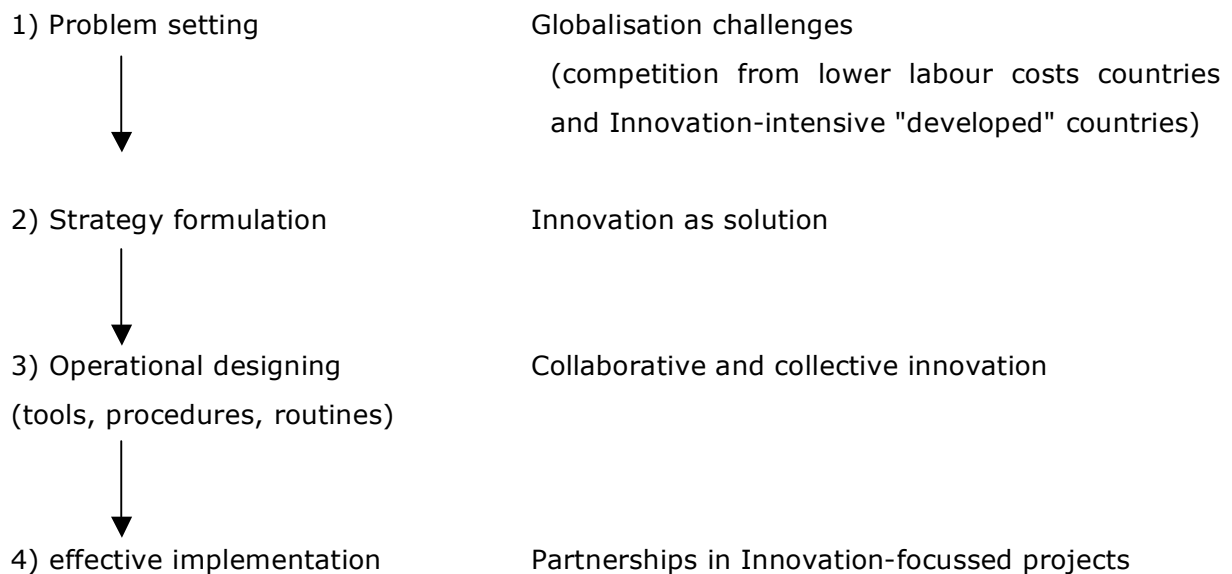 1) Problem setting Globalisation challenges
(competition from lower labour costs countries
and Innovation-intensive "developed" countries)
2) Strategy formulation Innovation as solution
3) Operational designing Collaborative and collective innovation
(tools, procedures, routines)
4) effective implementation Partnerships in Innovation-focussed projects